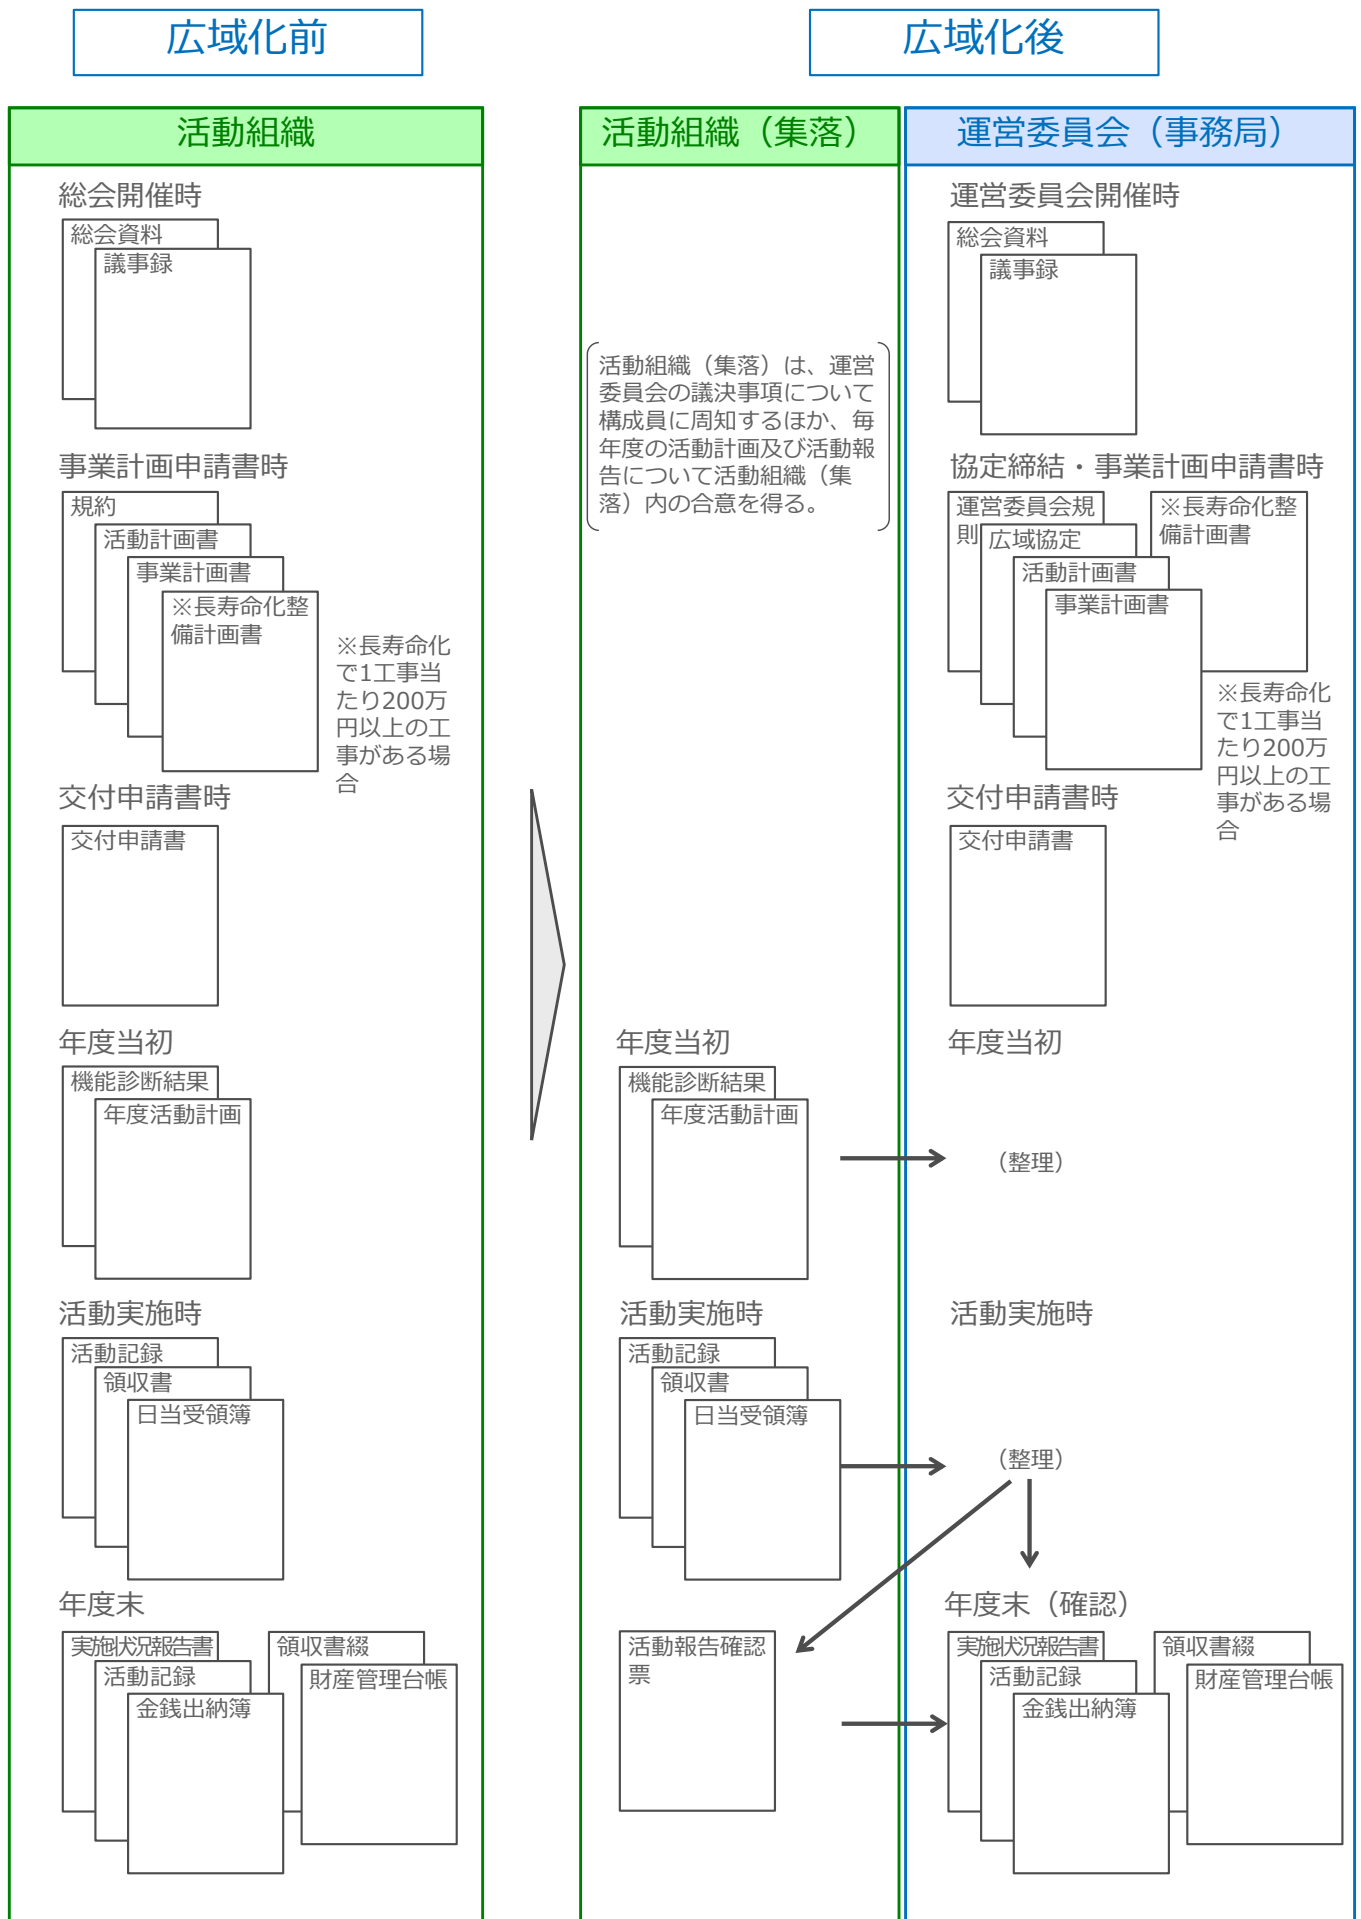 広域化前
広域化後
活動組織
総会開催時
総会資料
議事録
事業計画申請書時
規約
活動計画書
事業計画書
※長寿命化整
備計画書
※長寿命化
で1工事当
たり200万
円以上の工
事がある場
合
交付申請書時
交付申請書
年度当初
機能診断結果
年度活動計画
活動実施時
活動記録
領収書
日当受領簿
年度末
実施状況報告書
活動記録
金銭出納簿
領収書綴
財産管理台帳
活動組織（集落）
活動組織（集落）は、運営
委員会の議決事項について
構成員に周知するほか、毎
年度の活動計画及び活動報
告について活動組織（集
落）内の合意を得る。
年度当初
機能診断結果
年度活動計画
活動実施時
活動記録
領収書
日当受領簿
活動報告確認
票
運営委員会（事務局）
運営委員会開催時
総会資料
議事録
協定締結・事業計画申請書時
運営委員会規
則
広域協定
活動計画書
事業計画書
※長寿命化整
備計画書
※長寿命化
で1工事当
たり200万
円以上の工
事がある場
合
交付申請書時
交付申請書
年度当初
（整理）
活動実施時
（整理）
年度末（確認）
実施状況報告書
活動記録
金銭出納簿
領収書綴
財産管理台帳